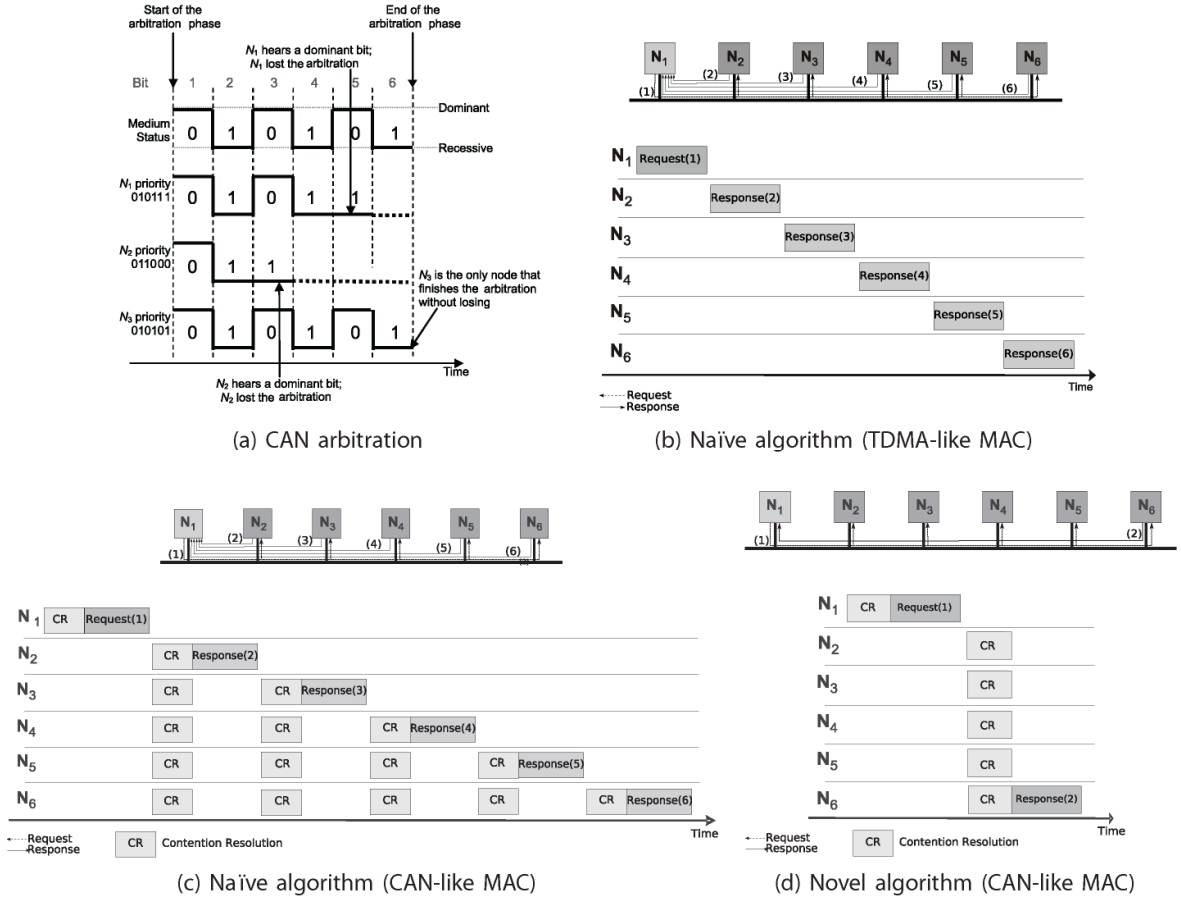 Start of the
arbitration phase
End of the
arbitration phase
N1 hears a dominant bit;
N1 lost the arbitration
Bit 1 2 3 4 5 6
Dominant
Medium
Status
0 1 0 1 0 1
Recessive
N1 priority
010111
0 1 0 1 1
N2 priority
011000
0 1 1
N3 is the only node that
finishes the arbitration
without losing
N3 priority
010101
0 1 0 1 0 1
Time
N2 hears a dominant bit;
N2 lost the arbitration
(a) CAN arbitration
N1 N2 N3 N4 N5 N6
(1) (2) (3) (4) (5) (6)
N1 Request(1)
N2 Response(2)
N3 Response(3)
N4 Response(4)
N5 Response(5)
N6 Response(6)
Time
Request
Response
(b) Naïve algorithm (TDMA-like MAC)
N1 N2 N3 N4 N5 N6
(1) (2) (3) (4) (5) (6)
N1 CR Request(1)
N2 CR Response(2)
N3 CR CR Response(3)
N4 CR CR CR Response(4)
N5 CR CR CR CR Response(5)
N6 CR CR CR CR CR Response(6)
Time
Request
Response
CR Contention Resolution
(c) Naïve algorithm (CAN-like MAC)
N1 N2 N3 N4 N5 N6
(1) (2)
N1 CR Request(1)
N2 CR
N3 CR
N4 CR
N5 CR
N6 CR Response(2)
Time
Request
Response
CR Contention Resolution
(d) Novel algorithm (CAN-like MAC)